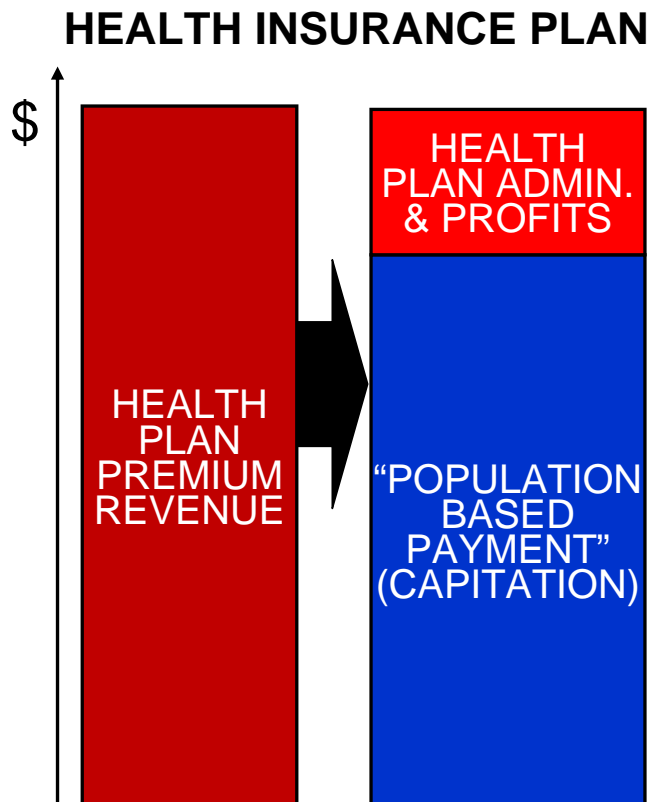 HEALTH INSURANCE PLAN
$
HEALTH
PLAN ADMIN.
& PROFITS
HEALTH
PLAN
PREMIUM
REVENUE
“POPULATION
BASED
PAYMENT”
(CAPITATION)